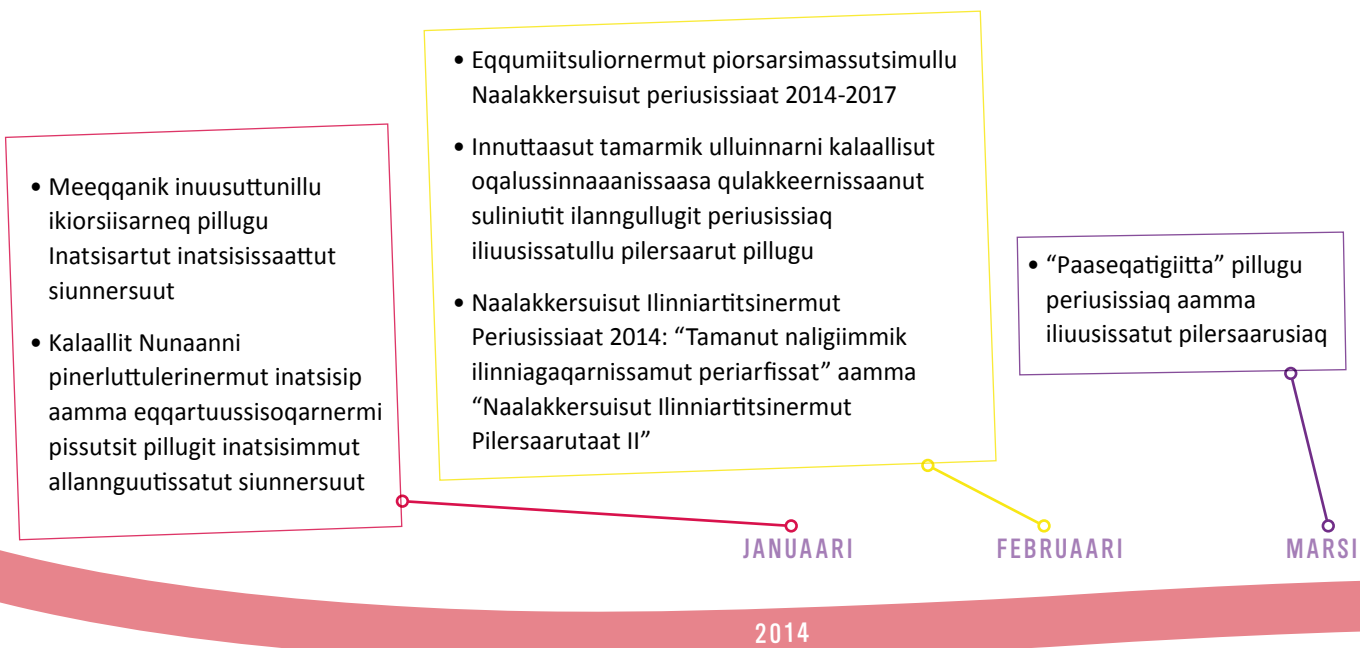 • Meeqqanik inuusuttunillu
ikiorsiisarneq pillugu
Inatsisartut inatsisissaattut
siunnersuut
• Kalaallit Nunaanni
pinerluttulerinermut inatsisip
aamma eqqartuussisoqarnermi
pissutsit pillugit inatsisimmut
allannguutissatut siunnersuut
• Eqqumiitsuliornermut piorsarsimassutsimullu
Naalakkersuisut periusissiaat 2014-2017
• Innuttaasut tamarmik ulluinnarni kalaallisut
oqalussinnaaanissaasa qulakkeernissaanut
suliniutit ilanngullugit periusissiaq
iliuusissatullu pilersaarut pillugu
• Naalakkersuisut Ilinniartitsinermut
Periusissiaat 2014: “Tamanut naligiimmik
ilinniagaqarnissamut periarfissat” aamma
“Naalakkersuisut Ilinniartitsinermut
Pilersaarutaat II”
• “Paaseqatigiitta” pillugu
periusissiaq aamma
iliuusissatut pilersaarusiaq
JANUAARI
FEBRUAARI
MARSI
2014